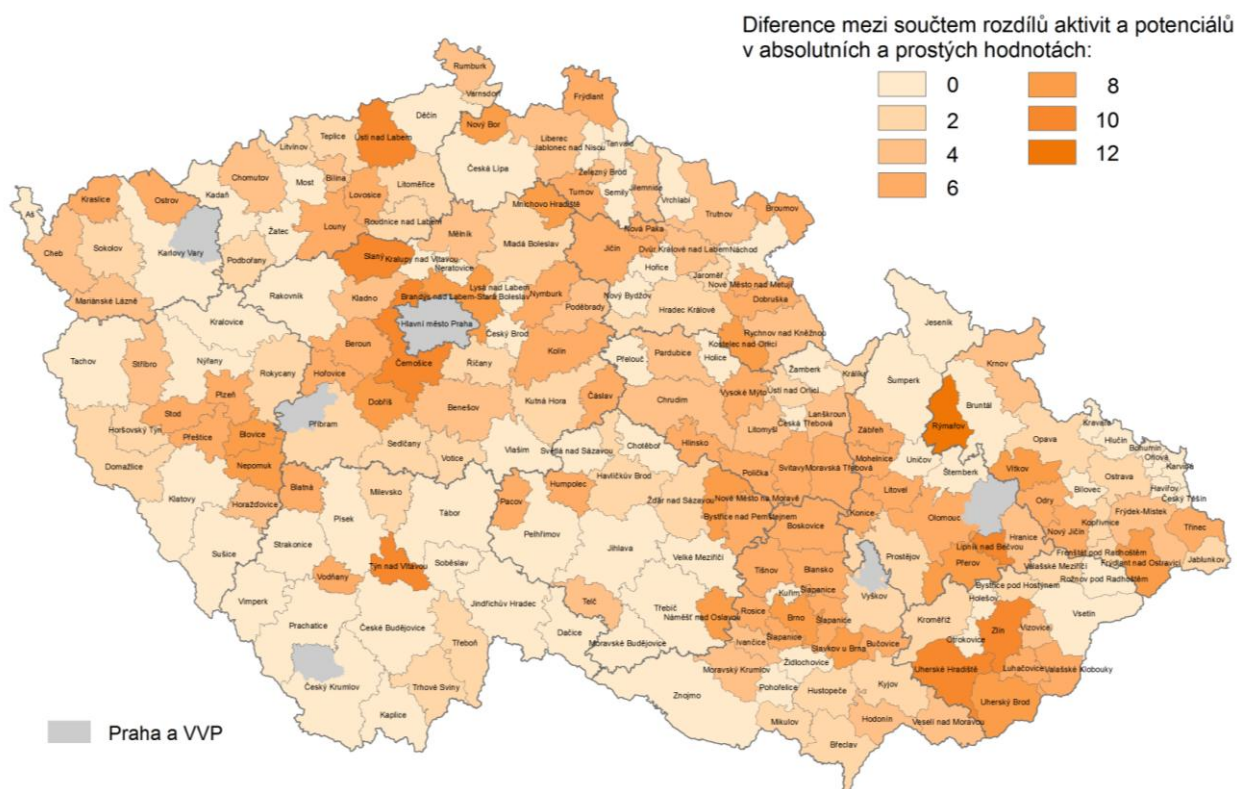 Diference mezi součtem rozdílů aktivit a potenciálů
v absolutních a prostých hodnotách:
0
8
2
10
4
12
6
Rumburk
Varnsdorf
Děčín
Nový Bor
Frýdlant
Ústí nad Labem
Teplice
Litvínov
Liberec
Jablonec nad Nisou
Tanvald
Česká Lípa
Chomutov
Most
Bílina
Litoměřice
Lovosice
Železný Brod
Semily
Jilemnice
Vrchlabí
Turnov
Mnichovo Hradiště
Kadaň
Kraslice
Ostrov
Aš
Cheb
Sokolov
Karlovy Vary
Žatec
Louny
Roudnice nad Labem
Mělník
Mladá Boleslav
Jičín
Nová Paka
Trutnov
Broumov
Dvůr Králové nad Labem
Náchod
Hořice
Jaroměř
Podbořany
Slaný
Kralupy nad Vltavou
Neratovice
Mariánské Lázně
Rakovník
Kladno
Brandýs nad Labem-Stará Boleslav
Lysá nad Labem
Nymburk
Poděbrady
Nový Bydžov
Hradec Králové
Nové Město nad Metují
Dobruška
Rychnov nad Kněžnou
Kostelec nad Orlicí
Hlavní město Praha
Český Brod
Kolín
Přelouč
Pardubice
Holice
Kralovice
Tachov
Stříbro
Nýřany
Rokycany
Beroun
Hořovice
Černošice
Říčany
Dobříš
Benešov
Kutná Hora
Čáslav
Chrudim
Vysoké Mýto
Žamberk
Ústí nad Orlicí
Králíky
Jeseník
Šumperk
Rýmařov
Bruntál
Krnov
Plzeň
Stod
Přeštice
Blovice
Nepomuk
Příbram
Horšovský Týn
Domažlice
Klatovy
Horažďovice
Blatná
Sedlčany
Votice
Vlašim
Světlá nad Sázavou
Chotěboř
Hlinsko
Litomyšl
Česká Třebová
Lanškroun
Zábřeh
Mohelnice
Uničov
Šternberk
Litovel
Opava
Kravaře
Hlučín
Bohumín
Orlová
Karviná
Havířov
Český Těšín
Ostrava
Bílovec
Vítkov
Odry
Nový Jičín
Kopřivnice
Frýdek-Místek
Třinec
Jablunkov
Milevsko
Písek
Tábor
Pacov
Humpolec
Havlíčkův Brod
Žďár nad Sázavou
Nové Město na Moravě
Bystřice nad Pernštejnem
Polička
Svitavy
Moravská Třebová
Boskovice
Konice
Olomouc
Prostějov
Přerov
Lipník nad Bečvou
Hranice
Valašské Meziříčí
Frenštát pod Radhoštěm
Frýdlant nad Ostravicí
Rožnov pod Radhoštěm
Bystřice pod Hostýnem
Holešov
Vsetín
Sušice
Strakonice
Vodňany
Týn nad Vltavou
Soběslav
Pelhřimov
Jihlava
Velké Meziříčí
Tišnov
Blansko
Kuřim
Šlapanice
Vyškov
Kroměříž
Otrokovice
Zlín
Vizovice
Vimperk
Prachatice
České Budějovice
Jindřichův Hradec
Telč
Třebíč
Náměšť nad Oslavou
Rosice
Brno
Šlapanice
Ivančice
Šlapanice
Slavkov u Brna
Bučovice
Uherské Hradiště
Luhačovice
Valašské Klobouky
Uherský Brod
Český Krumlov
Třeboň
Trhové Sviny
Kaplice
Dačice
Moravské Budějovice
Moravský Krumlov
Židlochovice
Pohořelice
Hustopeče
Kyjov
Hodonín
Veselí nad Moravou
Znojmo
Mikulov
Břeclav
Praha a VVP